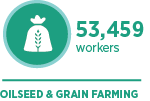 53,459
workers
OILSEED & GRAIN FARMING